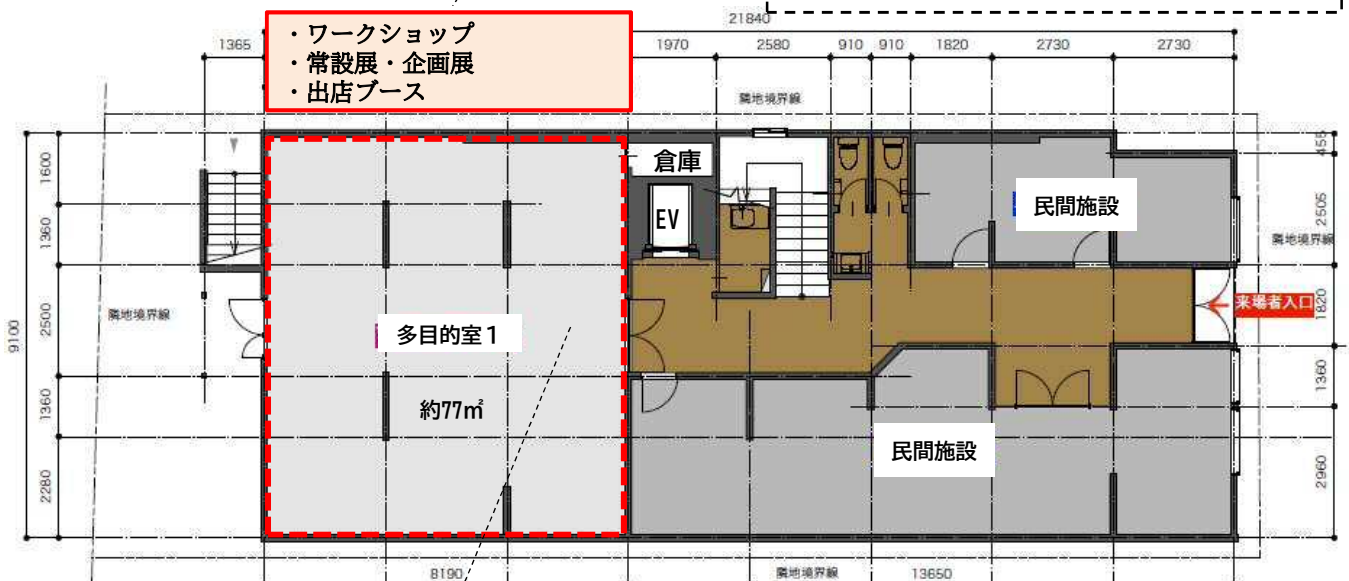 21840
1365
・ワークショップ
・常設展・企画展
・出店ブース
1970
2580
910
910
1820
2730
2730
隣地境界線
1600
1360
2500
1360
2280
9100
倉庫
EV
民間施設
455
2505
隣地境界線
1820
1360
2960
来場者入口
隣地境界線
多目的室1
約77㎡
民間施設
8190
隣地境界線
13650